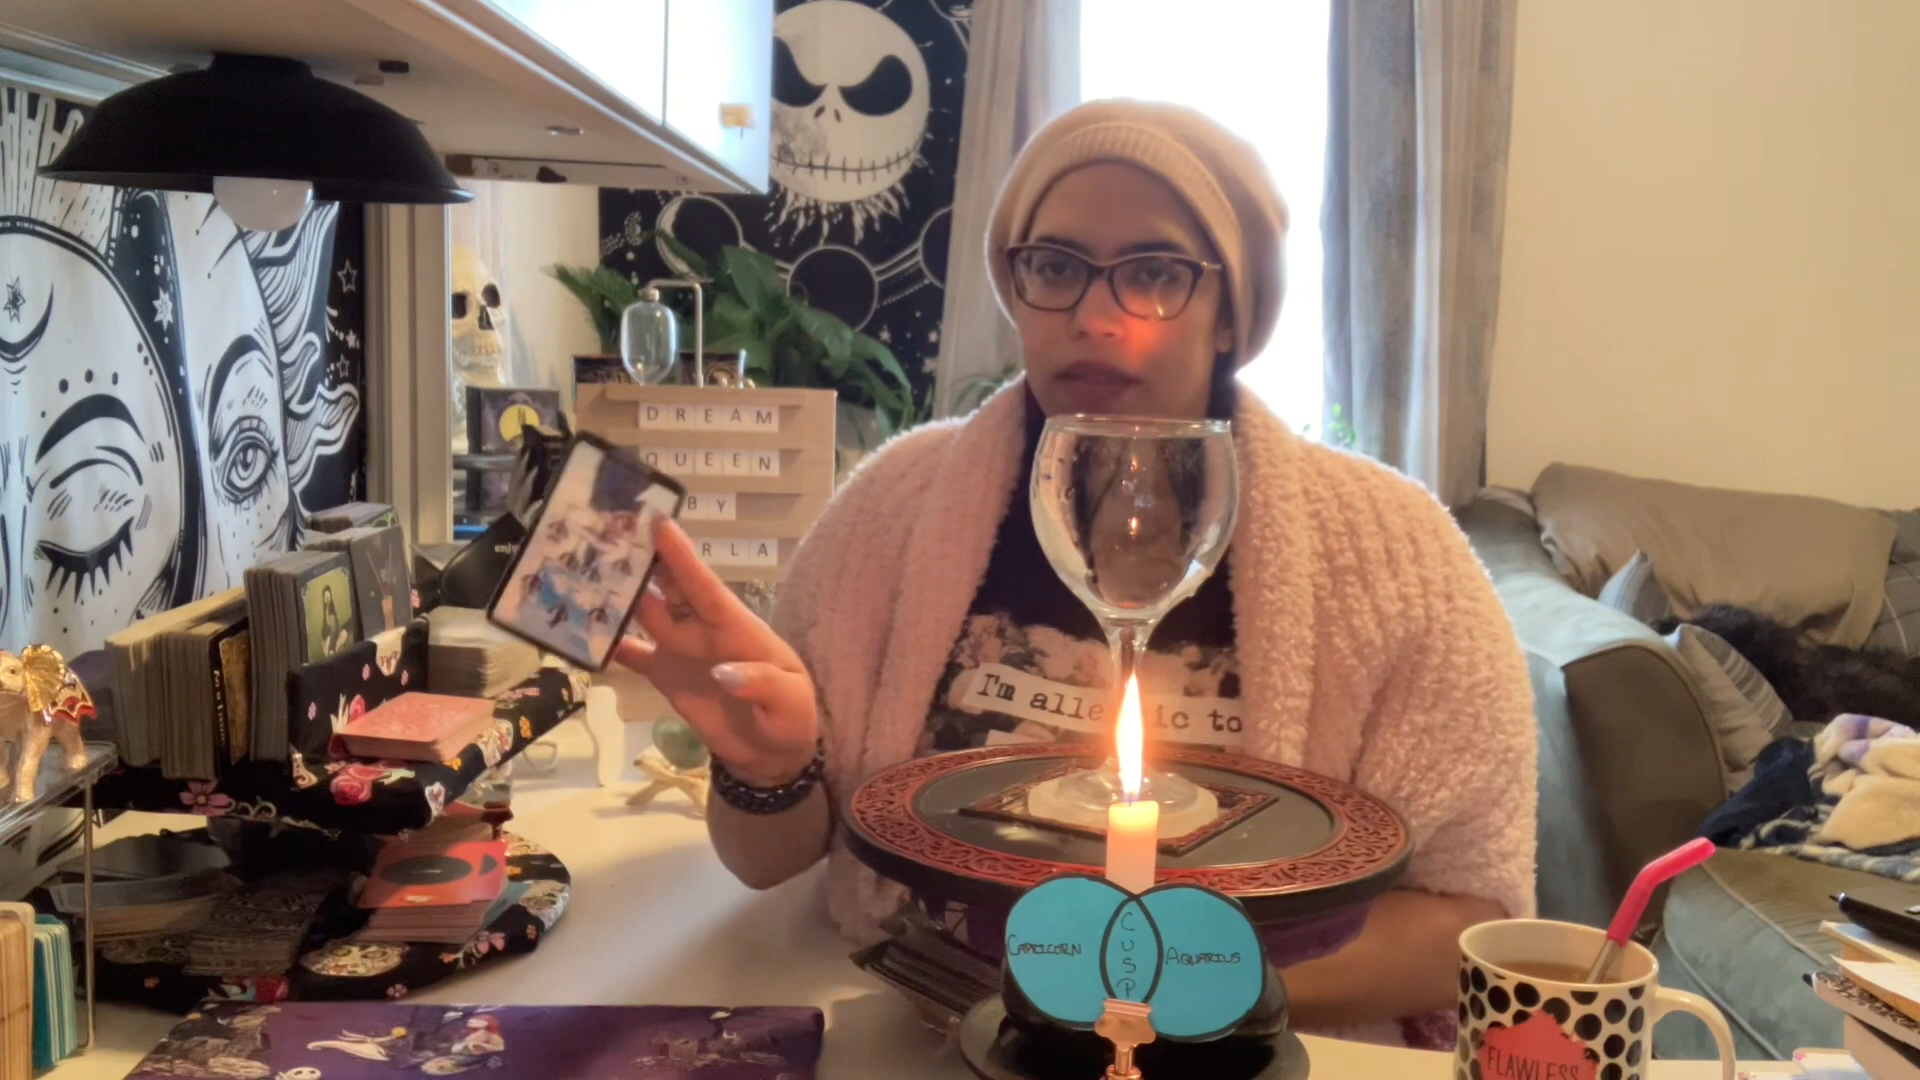 DREAM
QUEEN
BY
RLA
I'm alle ic to
CAPRICORN
CUSP
AQUARIUS
FLAWLESS